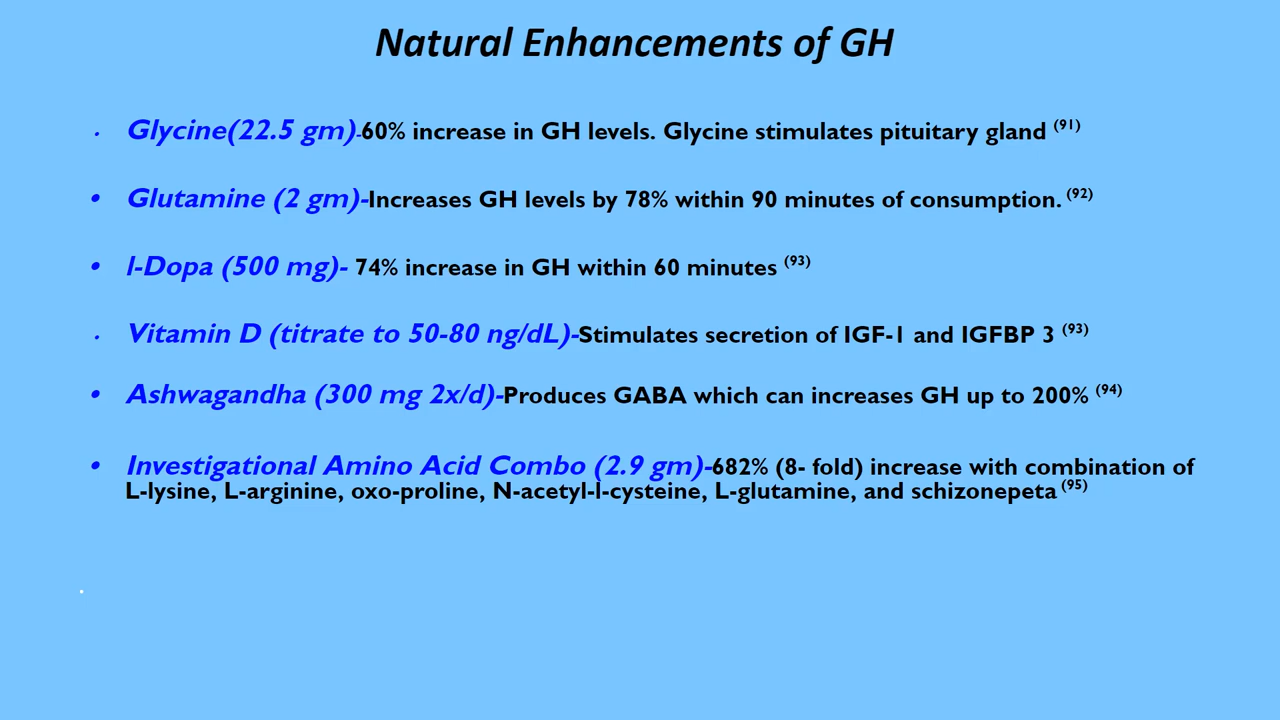 Natural Enhancements of GH
• Glycine(22.5 gm)-60% increase in GH levels. Glycine stimulates pituitary gland (91)
• Glutamine (2 gm)-Increases GH levels by 78% within 90 minutes of consumption. (92)
• l-Dopa (500 mg)- 74% increase in GH within 60 minutes (93)
• Vitamin D (titrate to 50-80 ng/dL)-Stimulates secretion of IGF-1 and IGFBP 3 (93)
• Ashwagandha (300 mg 2x/d)-Produces GABA which can increases GH up to 200% (94)
• Investigational Amino Acid Combo (2.9 gm)-682% (8- fold) increase with combination of
L-lysine, L-arginine, oxo-proline, N-acetyl-l-cysteine, L-glutamine, and schizonepeta (95)